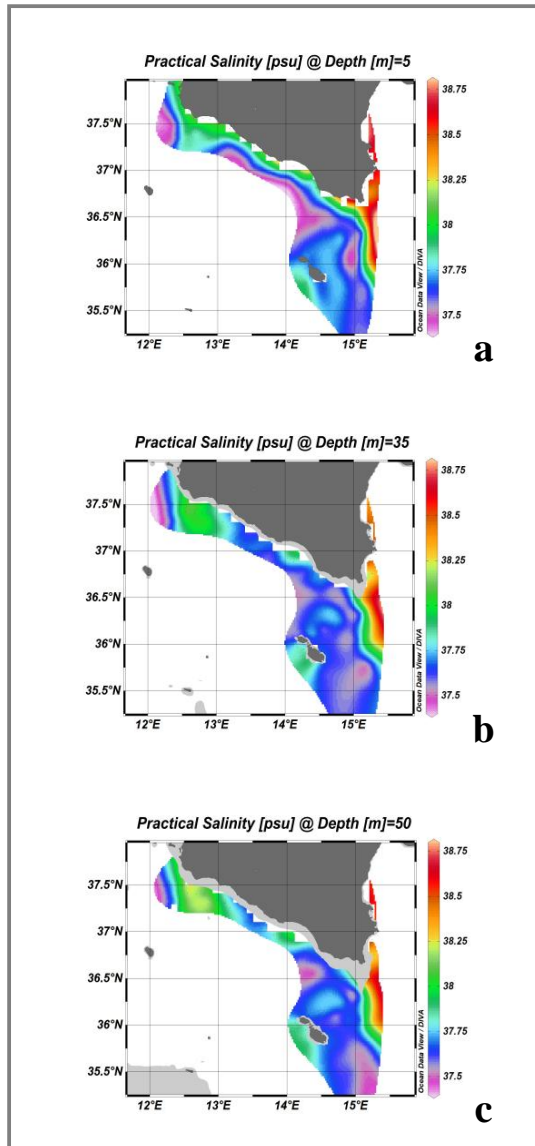 Practical Salinity [psu] @ Depth [m]=5
38.75
38.5
38.25
38
37.75
37.5
37.5°N
37°N
36.5°N
36°N
35.5°N
12°E 13°E 14°E 15°E
Ocean Data View / DIVA
a
Practical Salinity [psu] @ Depth [m]=35
38.75
38.5
38.25
38
37.75
37.5
37.5°N
37°N
36.5°N
36°N
35.5°N
12°E 13°E 14°E 15°E
Ocean Data View / DIVA
b
Practical Salinity [psu] @ Depth [m]=50
38.75
38.5
38.25
38
37.75
37.5
37.5°N
37°N
36.5°N
36°N
35.5°N
12°E 13°E 14°E 15°E
Ocean Data View / DIVA
c